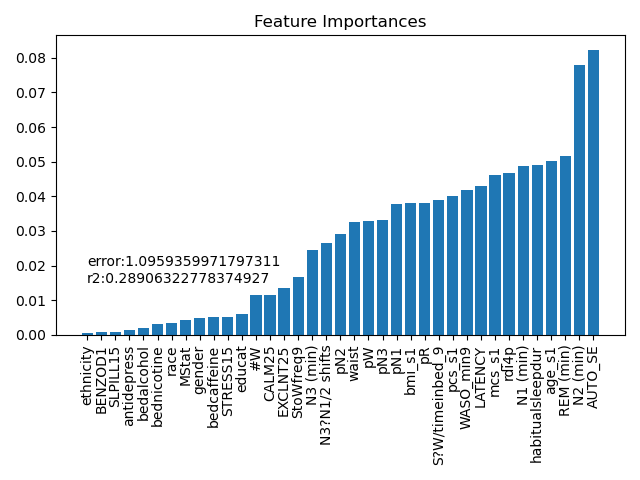 Feature Importances
0.08
0.07
0.06
0.05
0.04
0.03
0.02
0.01
0.00
error:1.0959359971797311
r2:0.28906322778374927
ethnicity
BENZOD1
SLPILL15
antidepress
bedalcohol
bednicotine
race
MStat
gender
bedcaffeine
STRESS15
educat
#W
CALM25
EXCLNT25
StoWfreq9
N3 (min)
N3?N1/2 shifts
pN2
waist
pW
pN3
pN1
bmi_s1
pR
S?W/timeinbed_9
pcs_s1
WASO_min9
LATENCY
mcs_s1
rdi4p
N1 (min)
habitualsleepdur
age_s1
REM (min)
N2 (min)
AUTO_SE